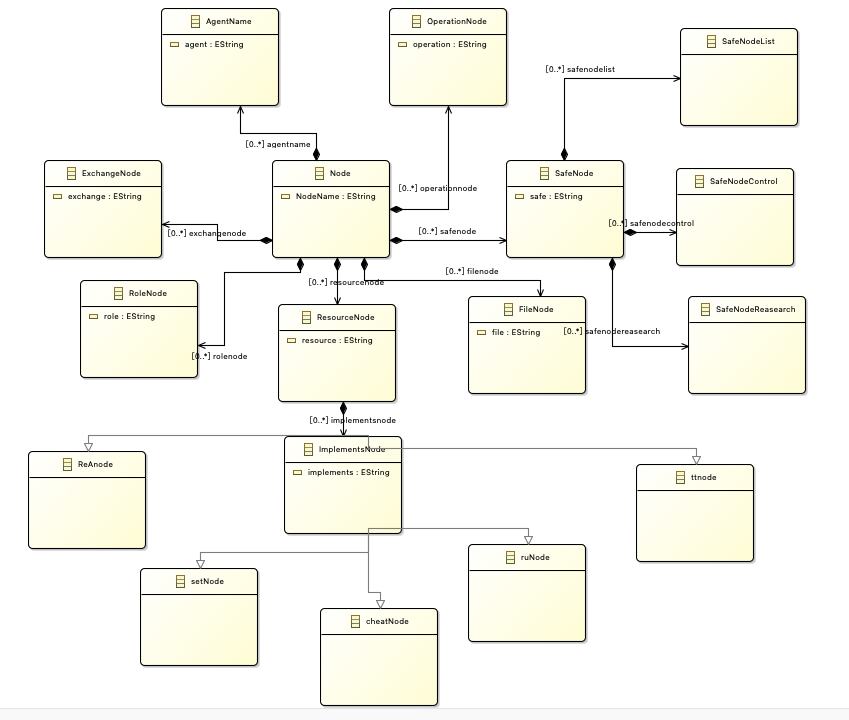 AgentName
agent : EString
OperationNode
operation : EString
SafeNodeList
[0..*] safenodelist
[0..*] agentname
ExchangeNode
exchange : EString
Node
NodeName : EString
SafeNode
safe : EString
SafeNodeControl
[0..*] operationnode
[0..*] exchangenode
[0..*] safenode
[0..*] safenodecontrol
[0..*] resourcenode
[0..*] filenode
RoleNode
role : EString
ResourceNode
resource : EString
FileNode
file : EString
SafeNodeReasearch
[0..*] safenodereasearch
[0..*] rolenode
[0..*] implementsnode
ImplementsNode
implements : EString
ReAnode
ttnode
setNode
ruNode
cheatNode